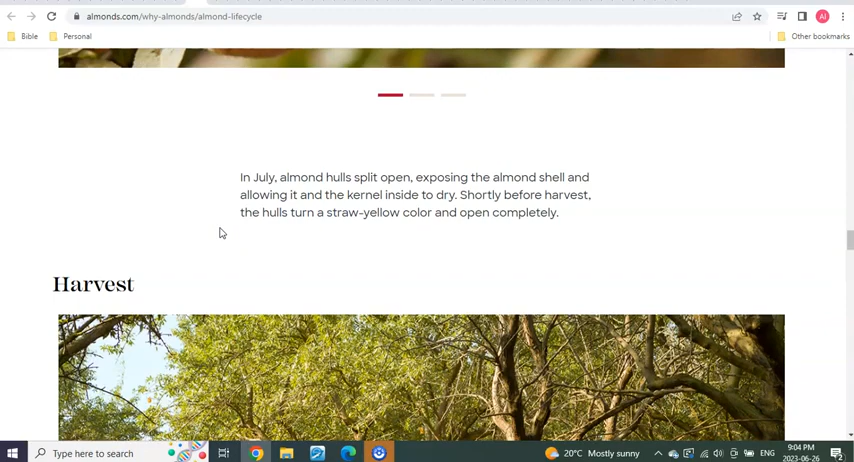 almonds.com/why-almonds/almond-lifecycle
AI
Bible Personal Other bookmarks
In July, almond hulls split open, exposing the almond shell and
allowing it and the kernel inside to dry. Shortly before harvest,
the hulls turn a straw-yellow color and open completely.
Harvest
Type here to search
20°C Mostly sunny
ENG
9:04 PM
2023-06-26
2